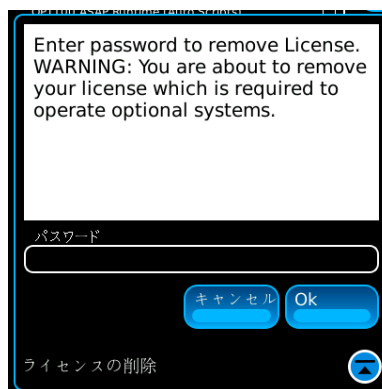 Enter password to remove License.
WARNING: You are about to remove
your license which is required to
operate optional systems.
パスワード
キャンセル
Ok
ライセンスの削除